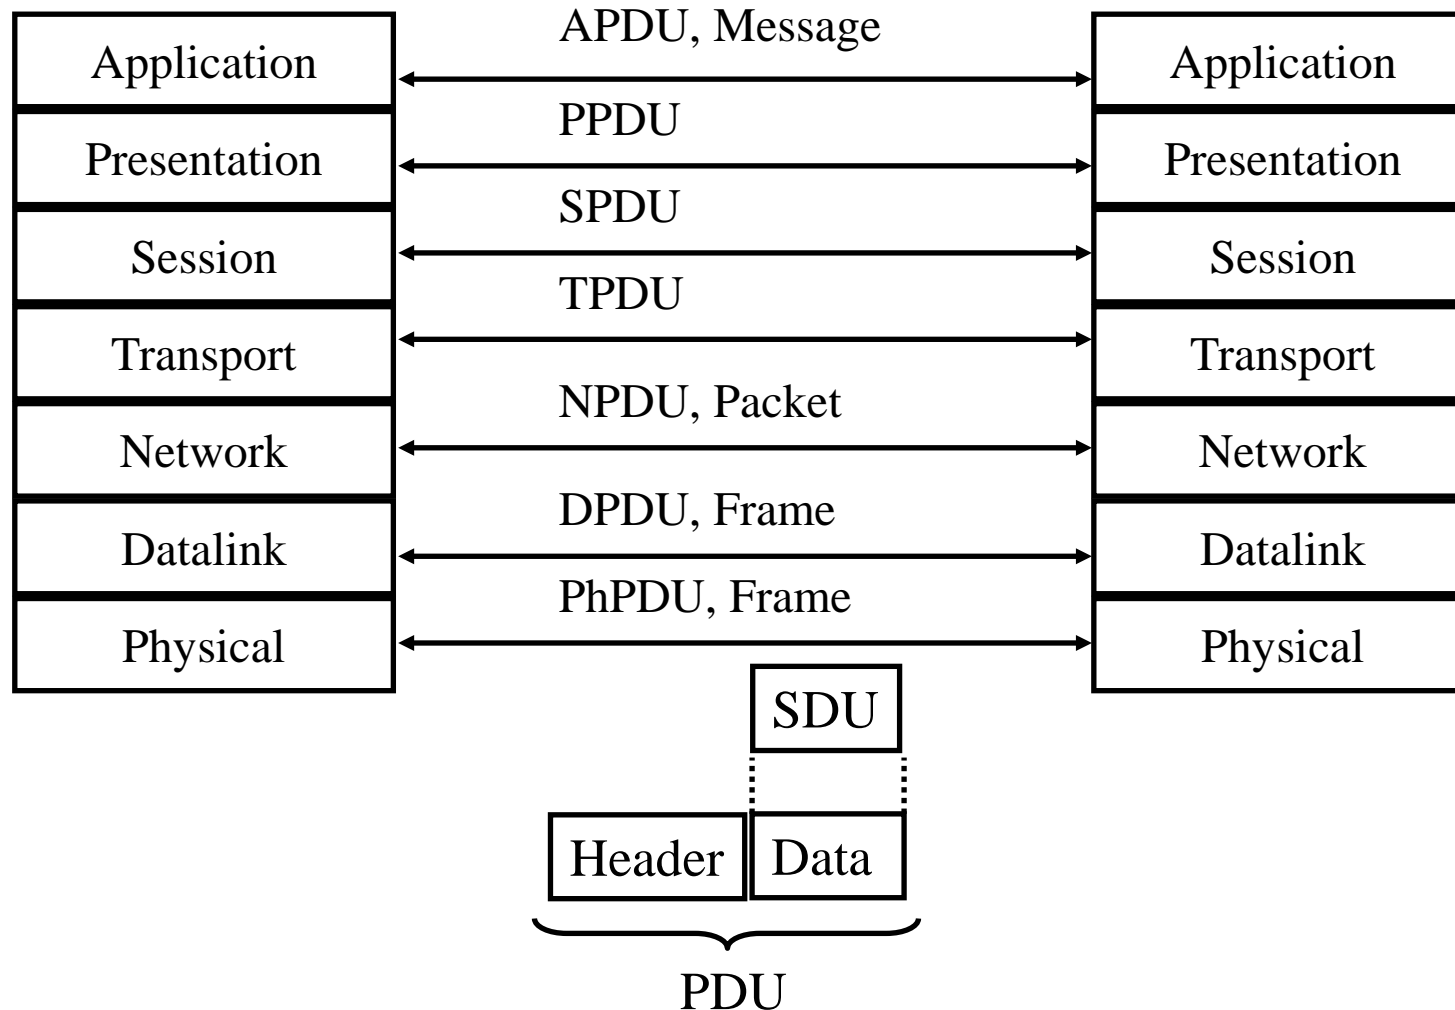 APDU, Message
Application
Application
PPDU
Presentation
Presentation
SPDU
Session
Session
TPDU
Transport
Transport
NPDU, Packet
Network
Network
DPDU, Frame
Datalink
Datalink
PhPDU, Frame
Physical
Physical
SDU
Header
Data
PDU